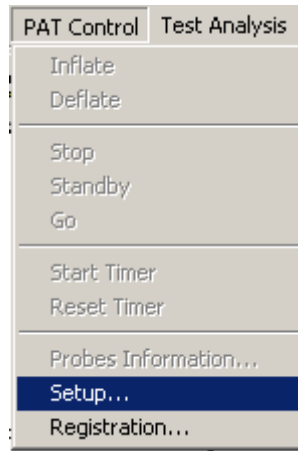 PAT Control Test Analysis
Inflate
Deflate
Stop
Standby
Go
Start Timer
Reset Timer
Probes Information...
Setup...
Registration...